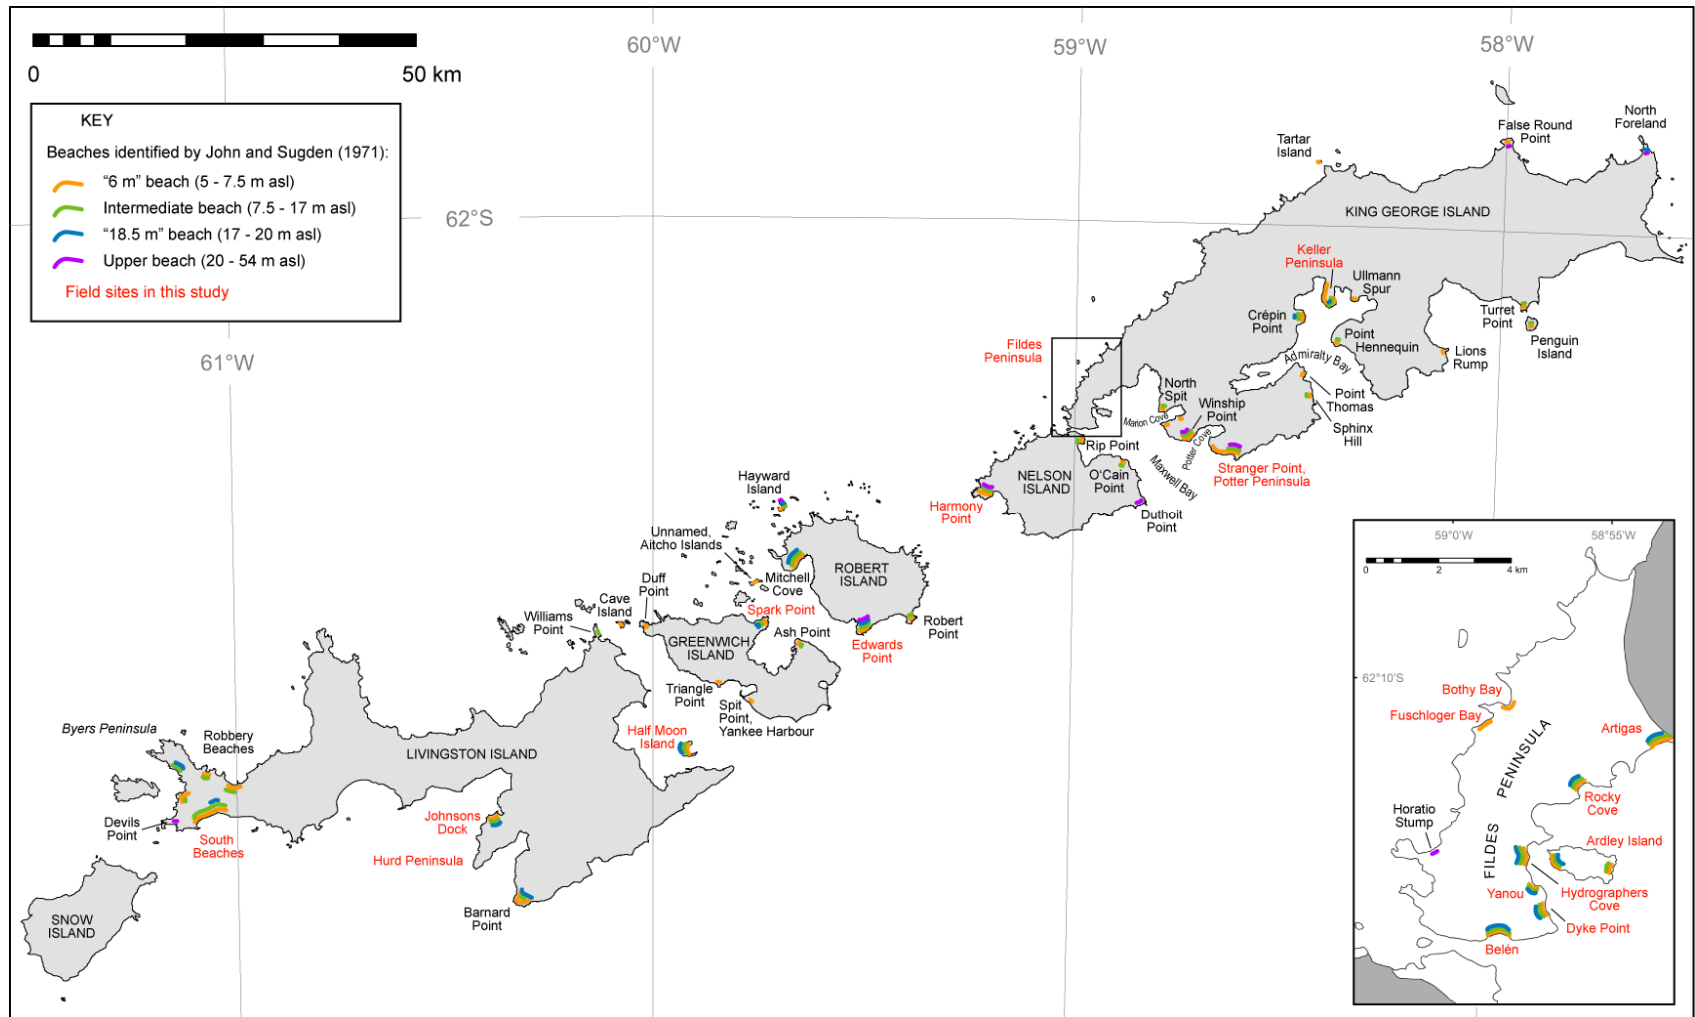 60°W
59°W
58°W
0
50 km
KEY
Beaches identified by John and Sugden (1971):
“6 m” beach (5 - 7.5 m asl)
Intermediate beach (7.5 - 17 m asl)
“18.5 m” beach (17 - 20 m asl)
Upper beach (20 - 54 m asl)
Field sites in this study
62°S
61°W
Tartar
Island
False Round
Point
North
Foreland
KING GEORGE ISLAND
Keller
Peninsula
Ullmann
Spur
Crépin
Point
Point
Hennequin
Admiralty Bay
Turret
Point
Penguin
Island
Lions
Rump
Point
Thomas
Sphinx
Hill
Fildes
Peninsula
North
Spit
Winship
Point
Marion Cove
Potter Cove
Maxwell Bay
Stranger Point,
Potter Peninsula
Rip Point
O'Cain
Point
NELSON
ISLAND
Duthoit
Point
Harmony
Point
Hayward
Island
Unnamed,
Aitcho Islands
Mitchell
Cove
ROBERT
ISLAND
Robert
Point
Edwards
Point
Duff
Point
Cave
Island
Williams
Point
Spark Point
Ash Point
GREENWICH
ISLAND
Triangle
Point
Spit
Point,
Yankee Harbour
Half Moon
Island
Byers Peninsula
Robbery
Beaches
LIVINGSTON ISLAND
Devils
Point
South
Beaches
Johnsons
Dock
Hurd Peninsula
Barnard
Point
SNOW
ISLAND
59°0'W
58°55'W
0
2
4 km
62°10'S
Bothy Bay
Fuschloger Bay
Artigas
FILDES PENINSULA
Rocky
Cove
Horatio
Stump
Ardley Island
Yanou
Hydrographers
Cove
Dyke Point
Belén